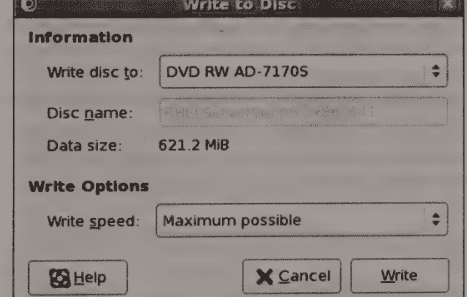 Write to Disc
Information
Write disc to: DVD RW AD-7170S
Disc name:
Data size: 621.2 MiB
Write Options
Write speed: Maximum possible
Help Cancel Write